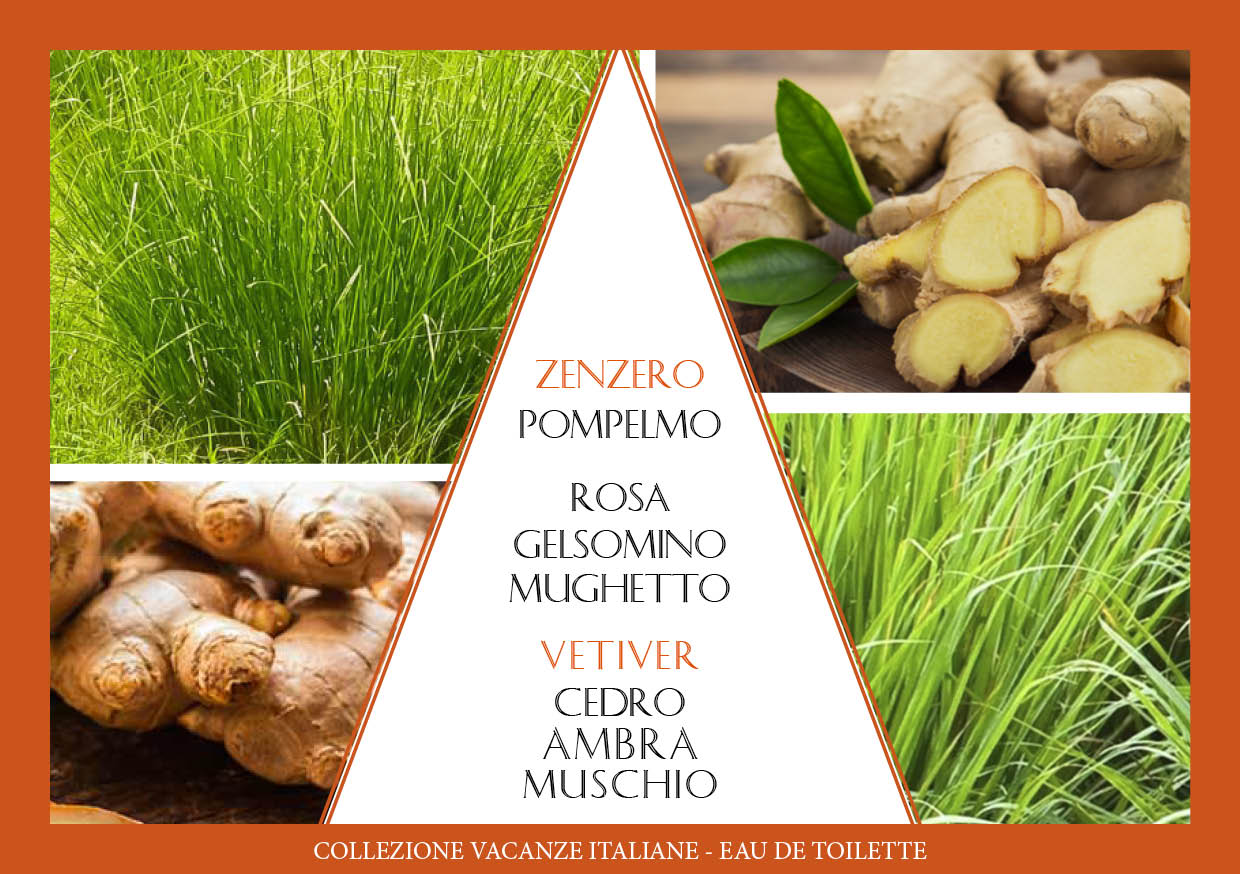 ZENZERO
POMPELMO
ROSA
GELSOMINO
MUGHETTO
VETIVER
CEDRO
AMBRA
MUSCHIO
COLLEZIONE VACANZE ITALIANE - EAU DE TOILETTE